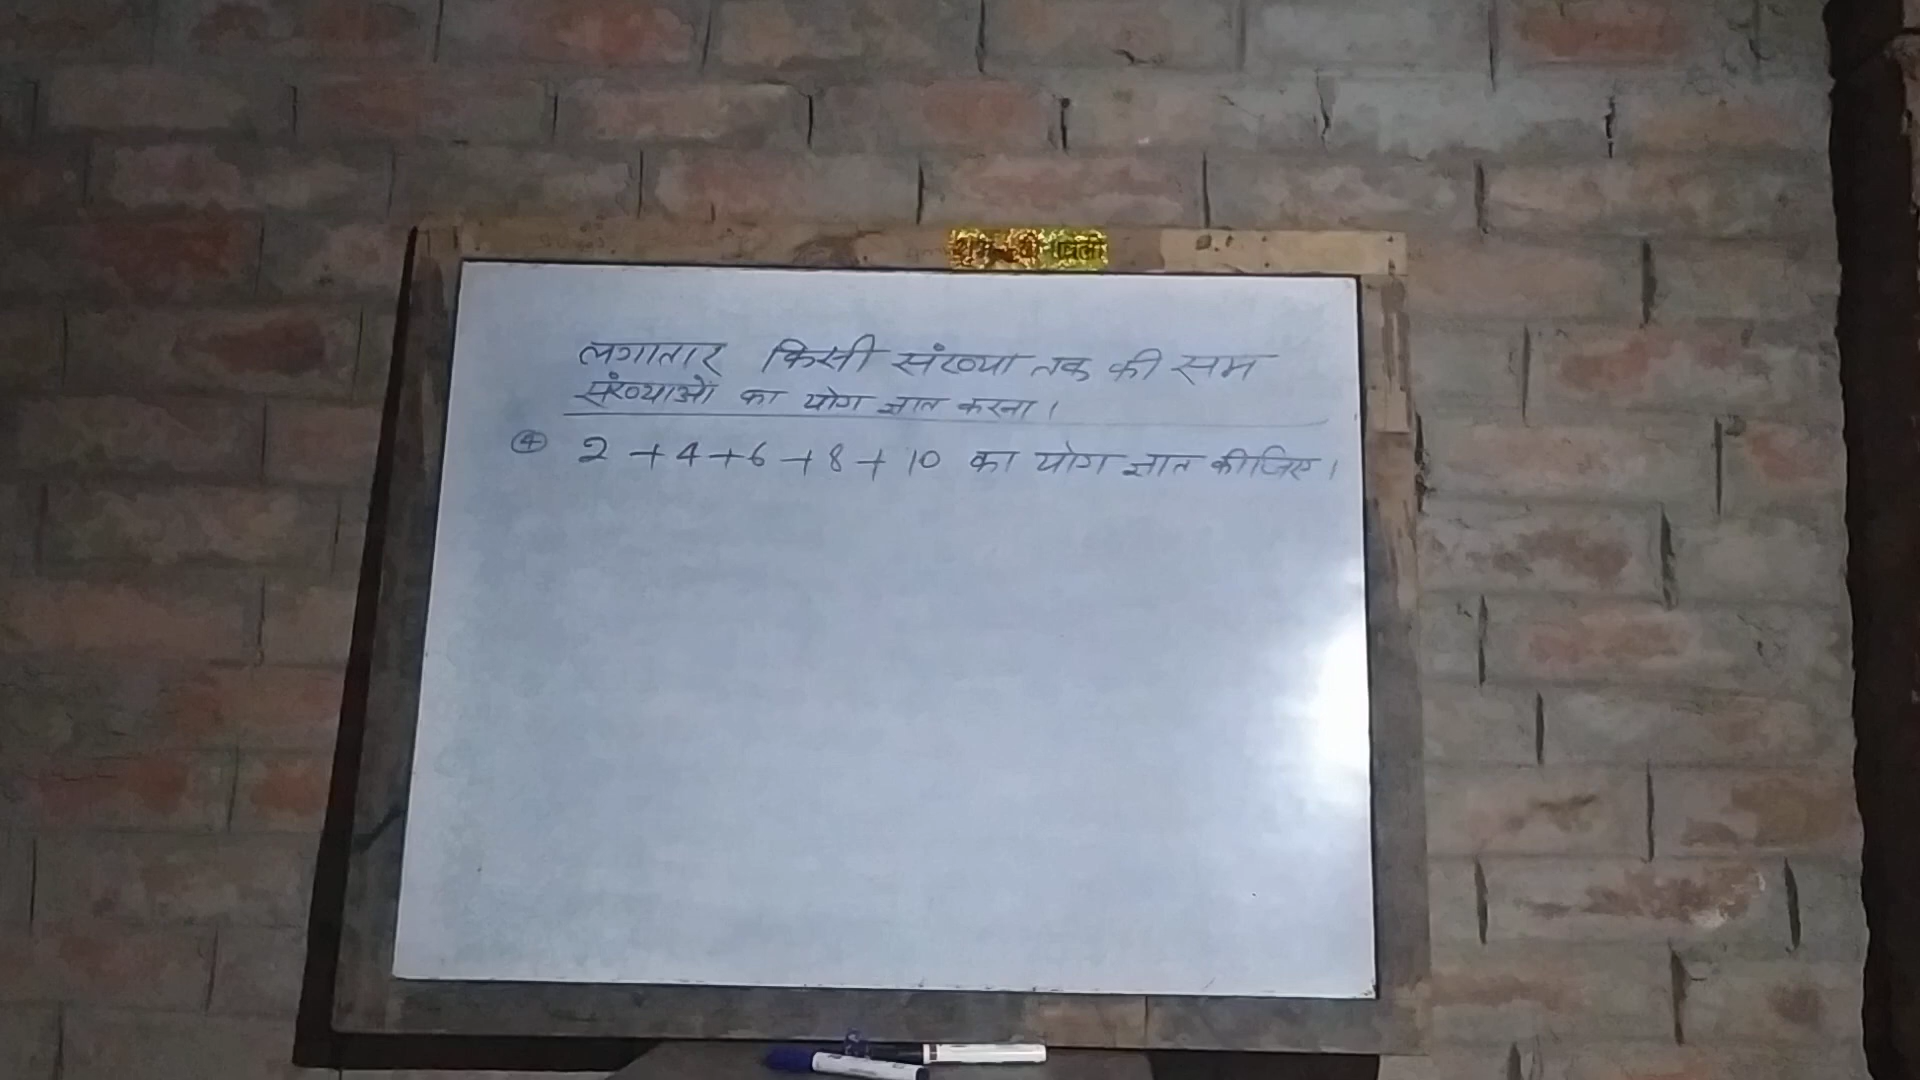 लगातार किसी संख्या तक की सम
संख्याओं का योग ज्ञात करना।
④ 2 + 4 + 6 + 8 + 10 का योग ज्ञात कीजिए।